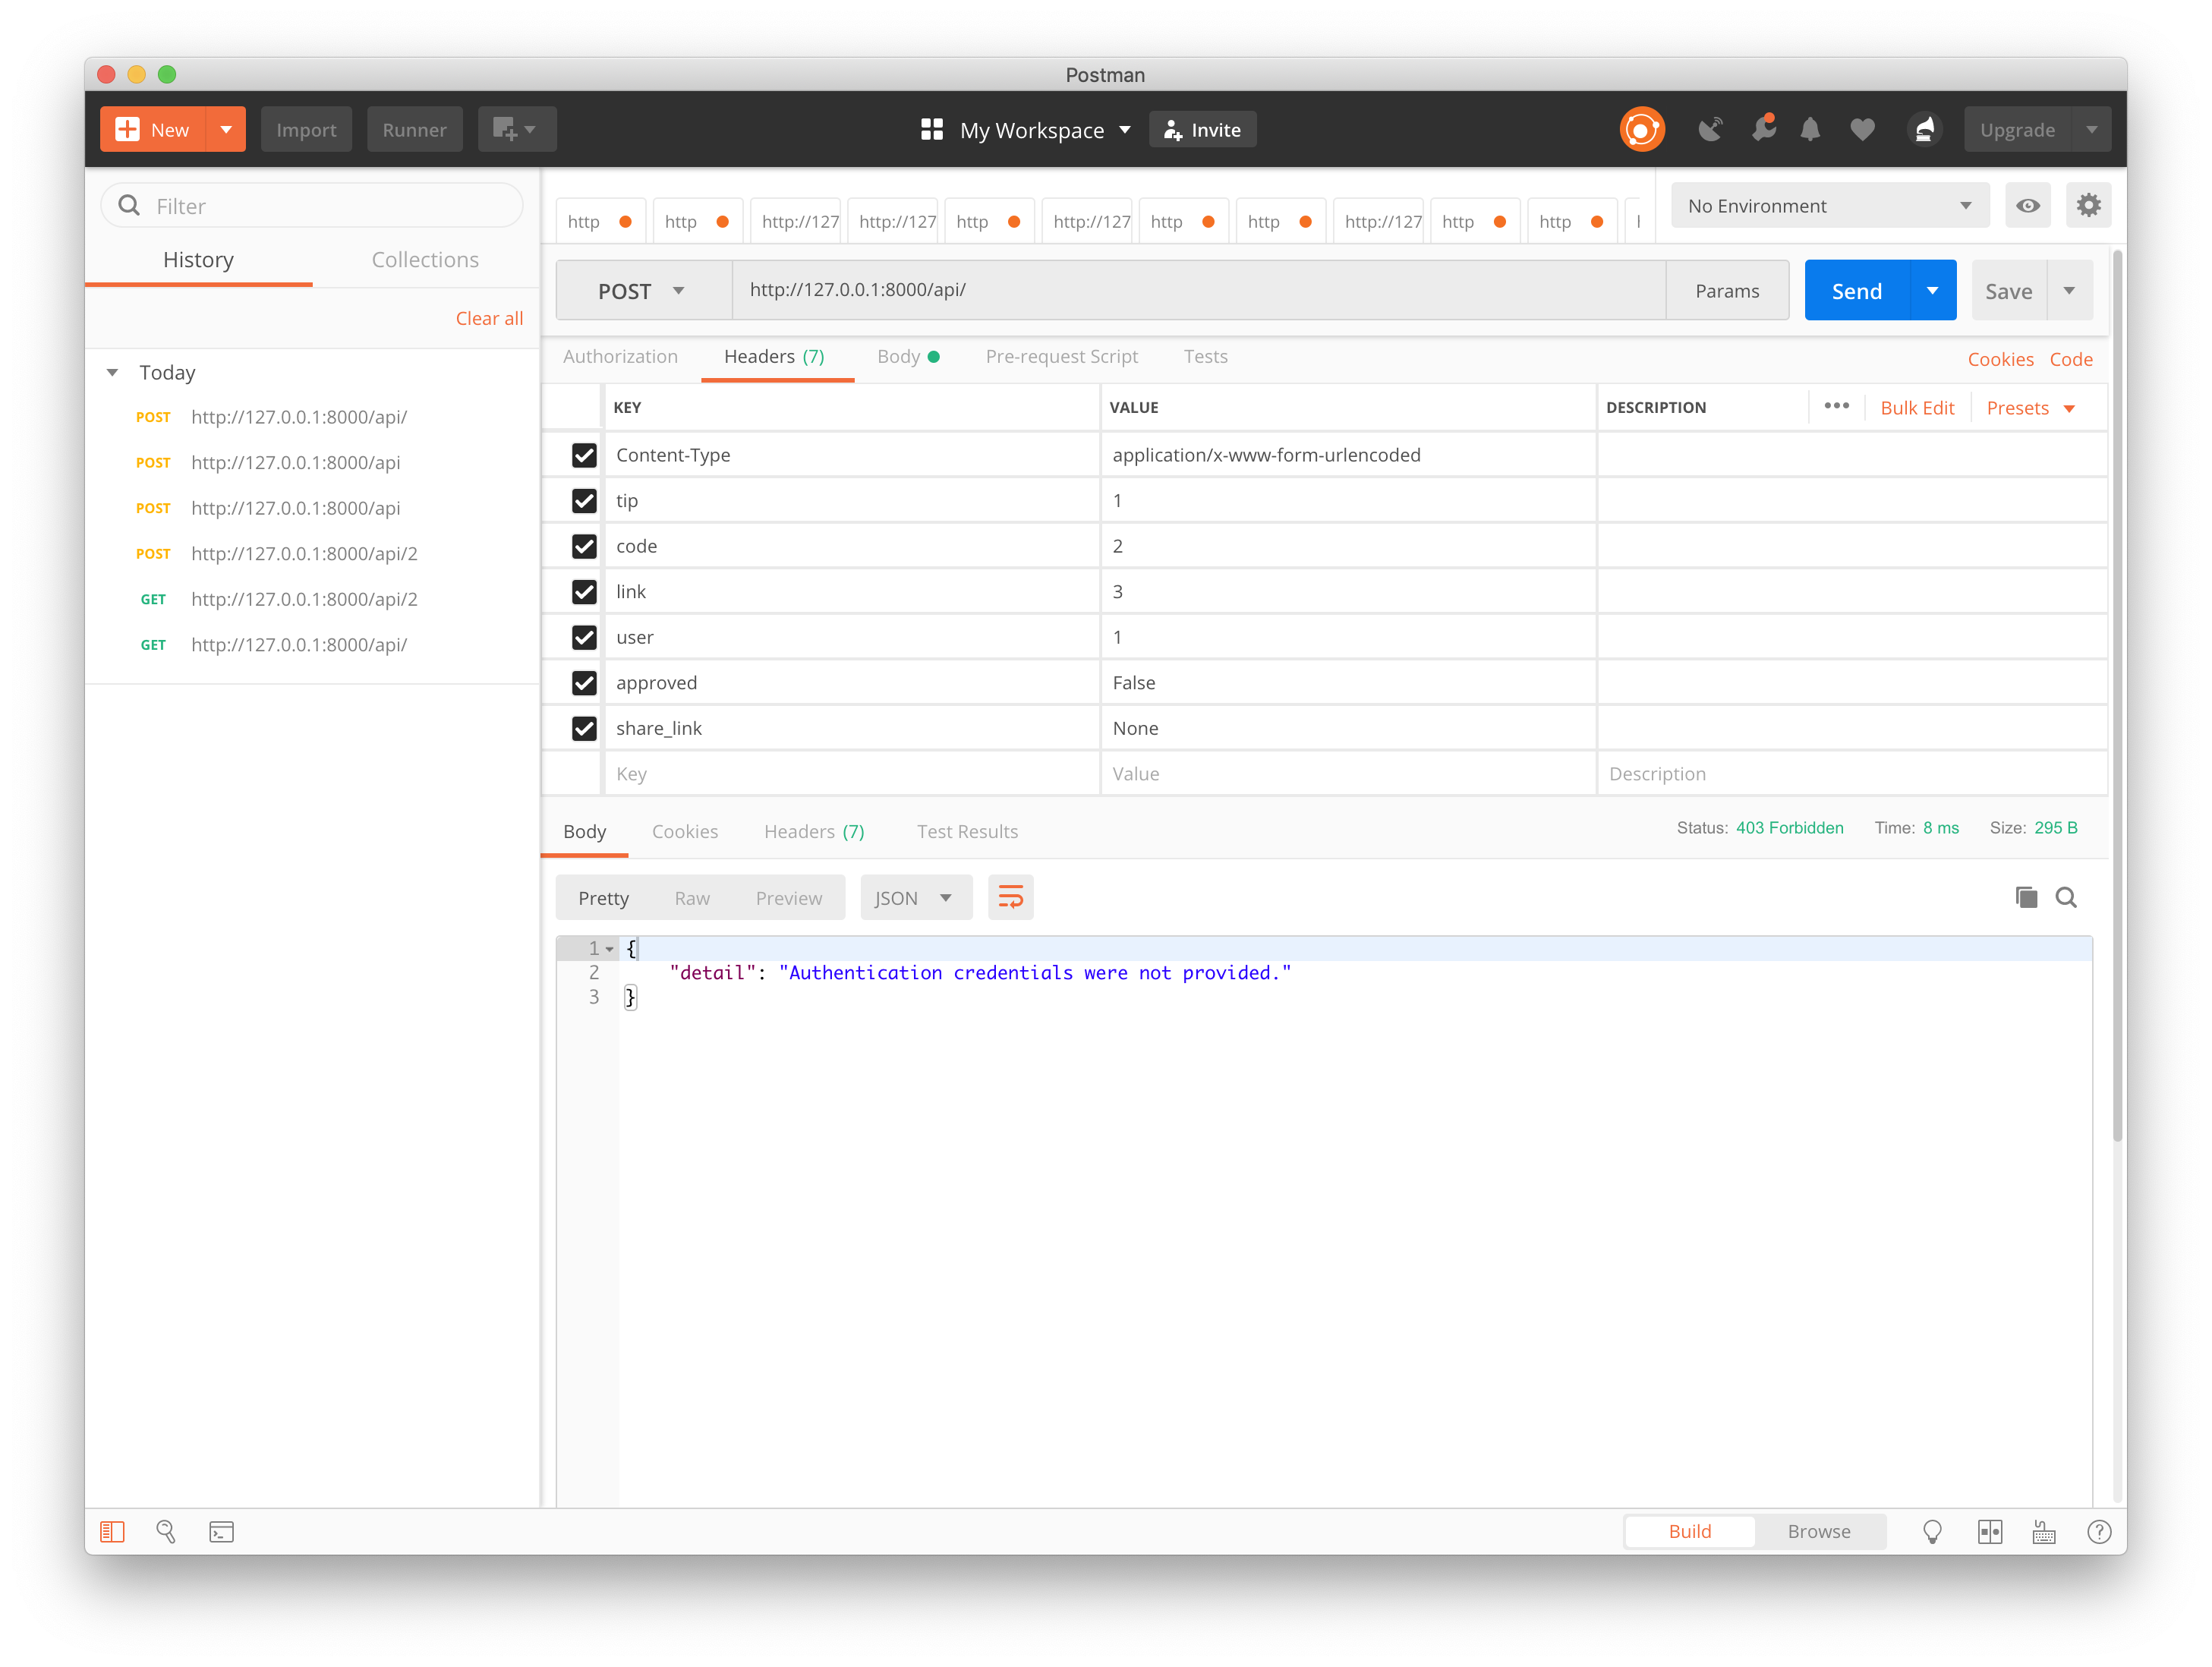 Postman
New Import Runner My Workspace Invite Upgrade
Filter
History Collections
Clear all
Today
POST http://127.0.0.1:8000/api/
POST http://127.0.0.1:8000/api
POST http://127.0.0.1:8000/api
POST http://127.0.0.1:8000/api/2
GET http://127.0.0.1:8000/api/2
GET http://127.0.0.1:8000/api/
http http http://127 http://127 http http://127 http http http://127 http http
No Environment
POST http://127.0.0.1:8000/api/ Params Send Save
Authorization Headers (7) Body Pre-request Script Tests Cookies Code
KEY VALUE DESCRIPTION ••• Bulk Edit Presets
Content-Type application/x-www-form-urlencoded
tip 1
code 2
link 3
user 1
approved False
share_link None
Key Value Description
Body Cookies Headers (7) Test Results Status: 403 Forbidden Time: 8 ms Size: 295 B
Pretty Raw Preview JSON
1 {
2 "detail": "Authentication credentials were not provided."
3 }
Build Browse